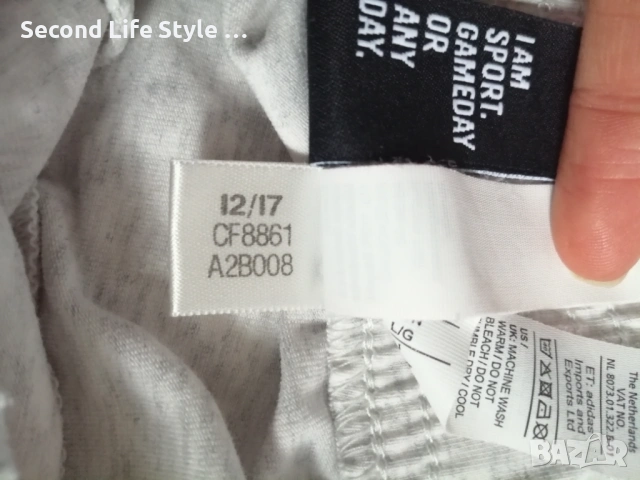 Second Life Style ...
I AM
SPORT.
GAMEDAY
OR
ANY
DAY.
12/17
CF8861
A2B008
L/G
US /
UK: MACHINE WASH
WARM / DO NOT
BLEACH / DO NOT
TUMBLE DRY / COOL
The Netherlands
VAT NO.
NL 8073.01.322.B.01
ET: adidas
Imports and
Exports Ltd
BAZAR